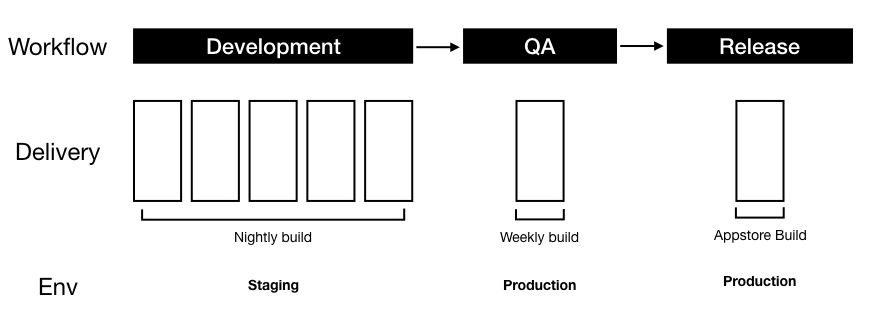 Workflow
Development
QA
Release
Delivery
Nightly build
Weekly build
Appstore Build
Env
Staging
Production
Production